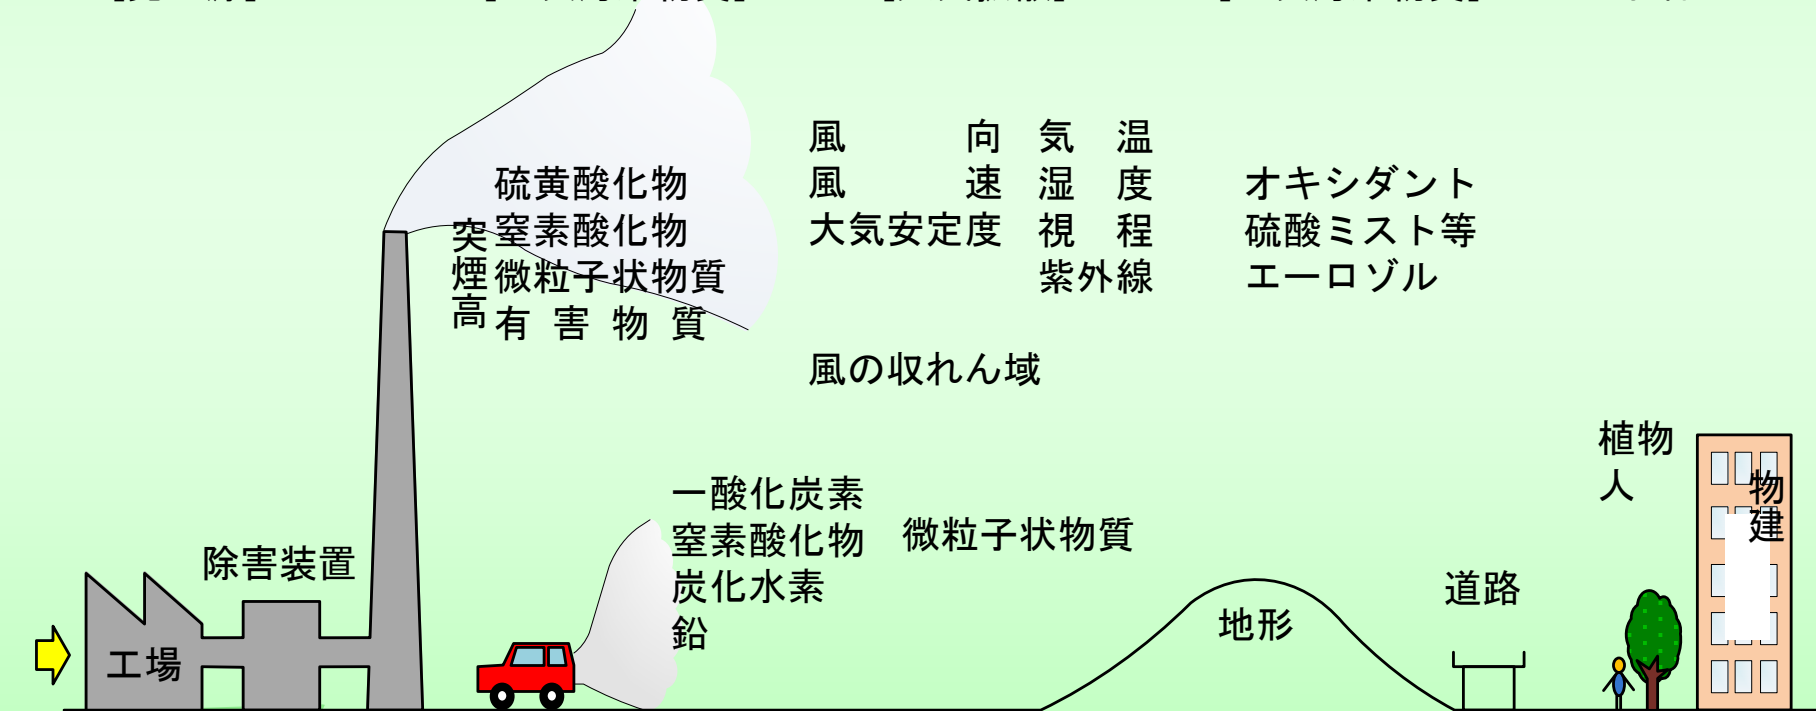 硫黄酸化物
窒素酸化物
微粒子状物質
有害物質
突煙高
風向
風速
大気安定度
気温
湿度
視程
紫外線
オキシダント
硫酸ミスト等
エーロゾル
風の収れん域
一酸化炭素
窒素酸化物
炭化水素
鉛
微粒子状物質
除害装置
工場
地形
道路
植物
人
物建